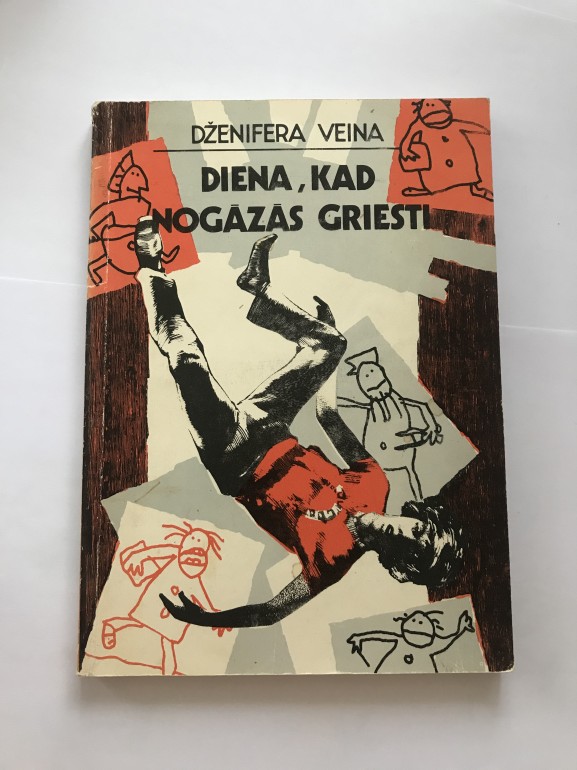 DŽENIFERA VEINA
DIENA, KAD
NOGĀZĀS GRIESTI